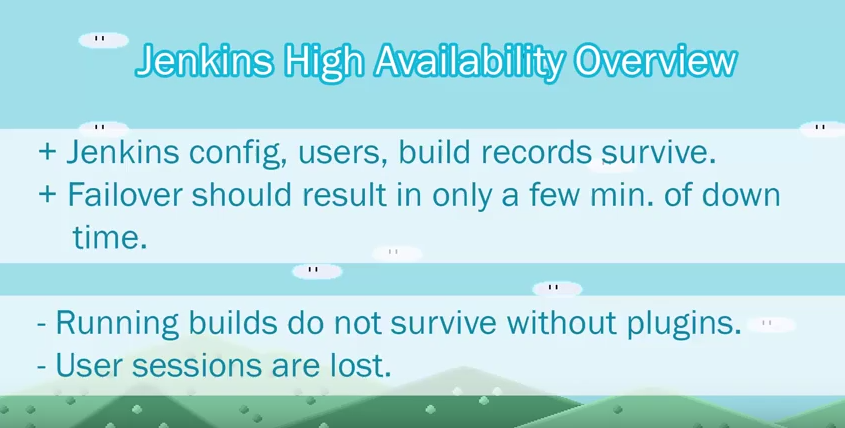 Jenkins High Availability Overview
+ Jenkins config, users, build records survive.
+ Failover should result in only a few min. of down
time.
- Running builds do not survive without plugins.
- User sessions are lost.